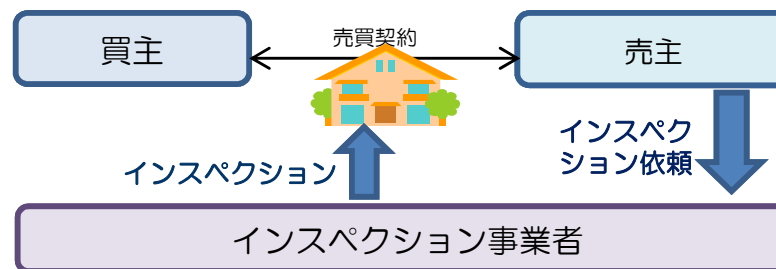 買主
売買契約
売主
インスペク
ション依頼
インスペクション
インスペクション事業者